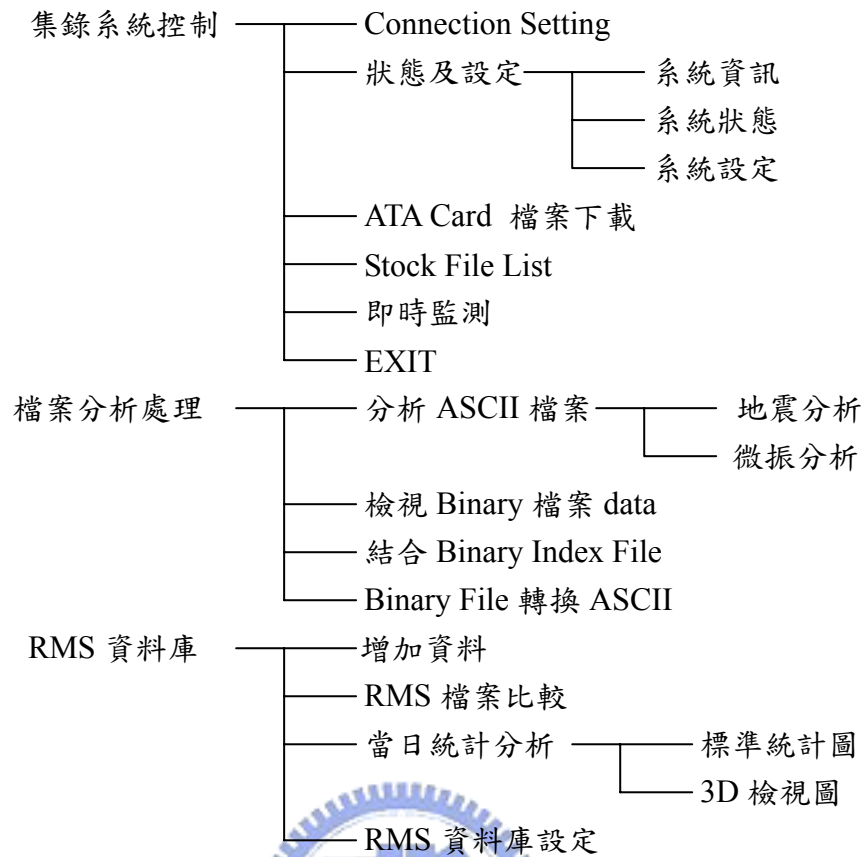 集錄系統控制 Connection Setting
狀態及設定 系統資訊
系統狀態
系統設定
ATA Card 檔案下載
Stock File List
即時監測
EXIT
檔案分析處理 分析 ASCII 檔案 地震分析
微振分析
檢視 Binary 檔案 data
結合 Binary Index File
Binary File 轉換 ASCII
RMS 資料庫 增加資料
RMS 檔案比較
當日統計分析 標準統計圖
3D 檢視圖
RMS 資料庫設定